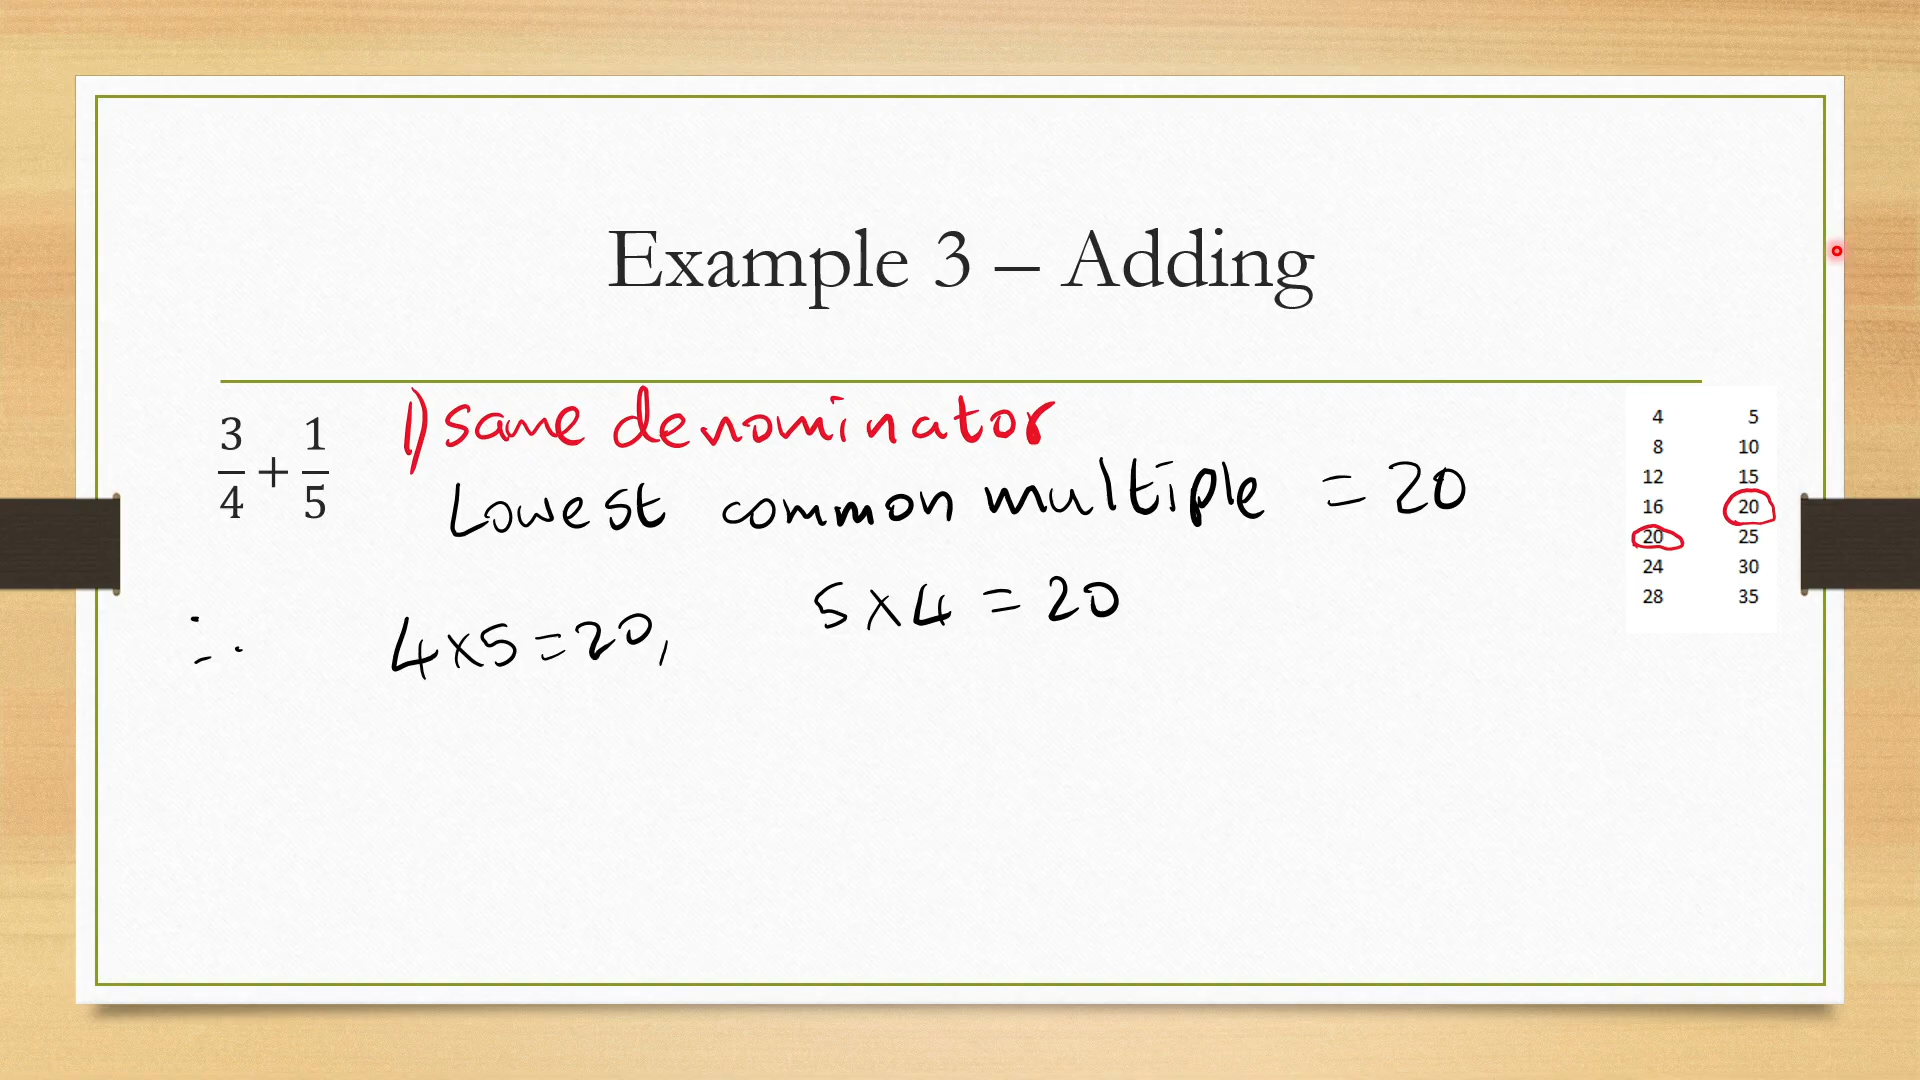 Example 3 – Adding
3/4 + 1/5
1) same denominator
Lowest common multiple = 20
∴ 4×5=20, 5×4 = 20
4 5
8 10
12 15
16 20
20 25
24 30
28 35